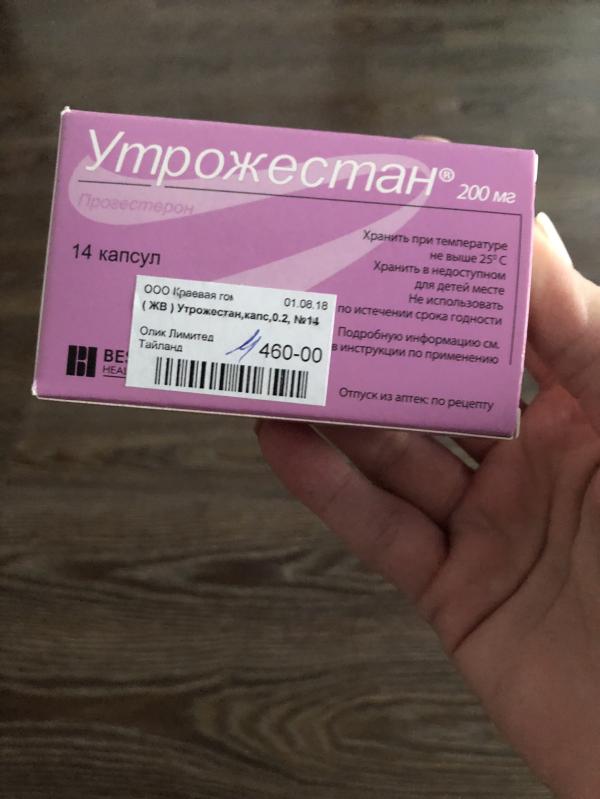 Утрожестан® 200 мг
Прогестерон
14 капсул
Хранить при температуре
не выше 25⁰ C
Хранить в недоступном
для детей месте
Не использовать
по истечении срока годности
Подробную информацию см.
в инструкции по применению
Отпуск из аптек: по рецепту
ООО Краевая 01.08.18
( ЖВ ) Утрожестан,капс,0.2, №14
Олик Лимитед
Тайланд
460-00